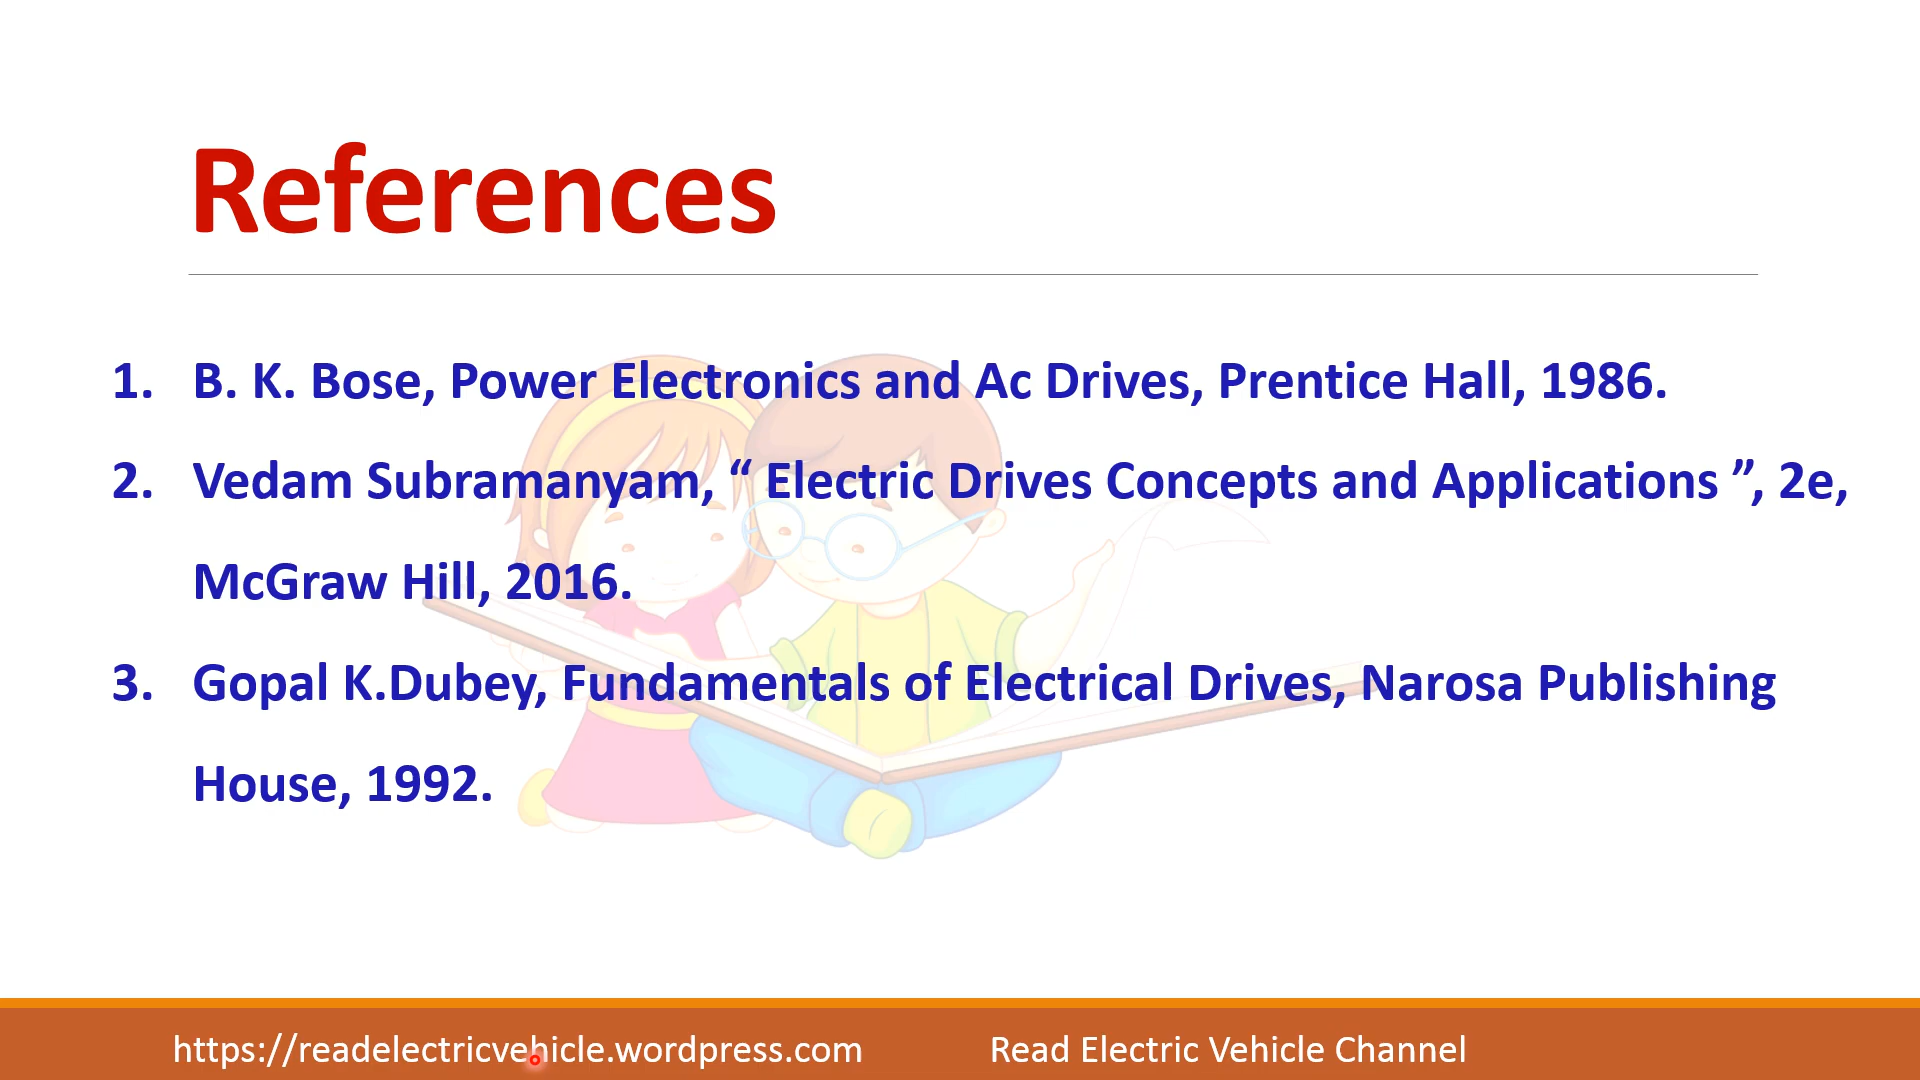 References
1. B. K. Bose, Power Electronics and Ac Drives, Prentice Hall, 1986.
2. Vedam Subramanyam, “ Electric Drives Concepts and Applications ”, 2e,
McGraw Hill, 2016.
3. Gopal K.Dubey, Fundamentals of Electrical Drives, Narosa Publishing
House, 1992.
https://readelectricvehicle.wordpress.com Read Electric Vehicle Channel